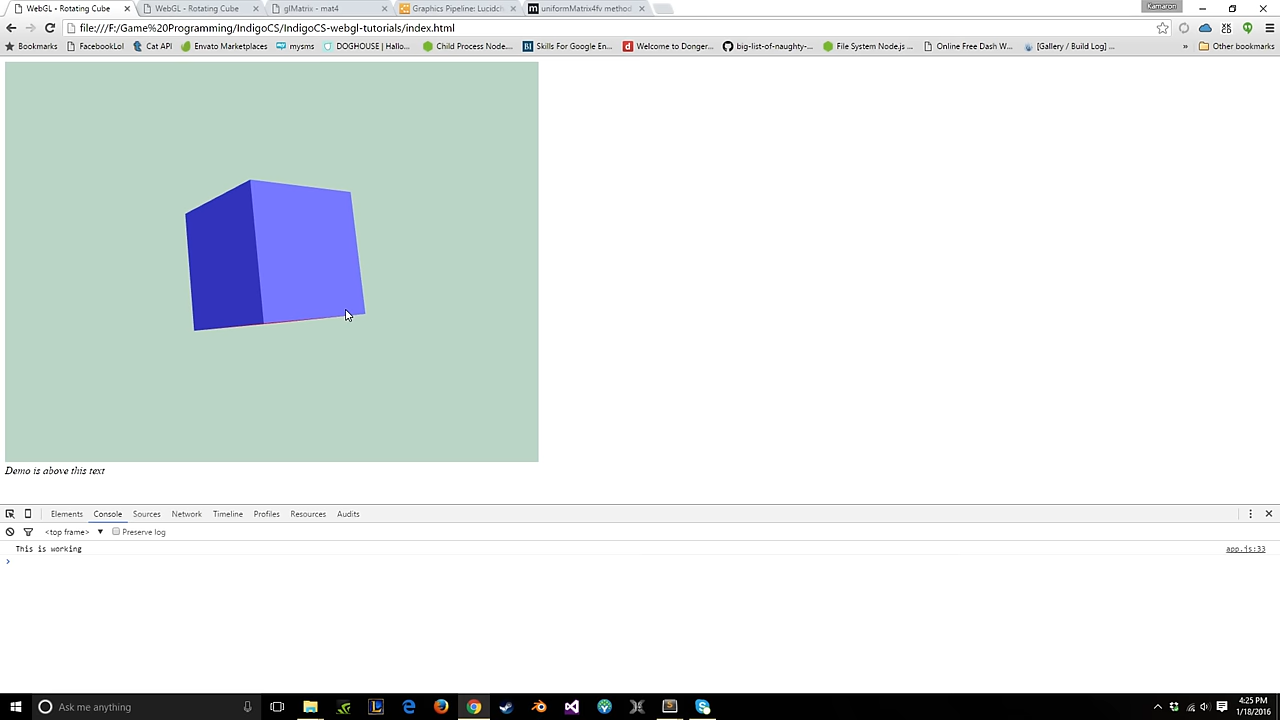 WebGL - Rotating Cube
WebGL - Rotating Cube
glMatrix - mat4
Graphics Pipeline: Lucidch
uniformMatrix4fv method
Kamaron
file:///F:/Game%20Programming/IndigoCS/IndigoCS-webgl-tutorials/index.html
Bookmarks
FacebookLol
Cat API
Envato Marketplaces
mysms
DOGHOUSE | Hallo...
Child Process Node....
Skills For Google En...
Welcome to Donger...
big-list-of-naughty-...
File System Node.js ...
Online Free Dash W...
[Gallery / Build Log] ...
»
Other bookmarks
Demo is above this text
Elements Console Sources Network Timeline Profiles Resources Audits
<top frame> ▼ Preserve log
This is working app.js:33
>
Ask me anything
4:25 PM
1/18/2016